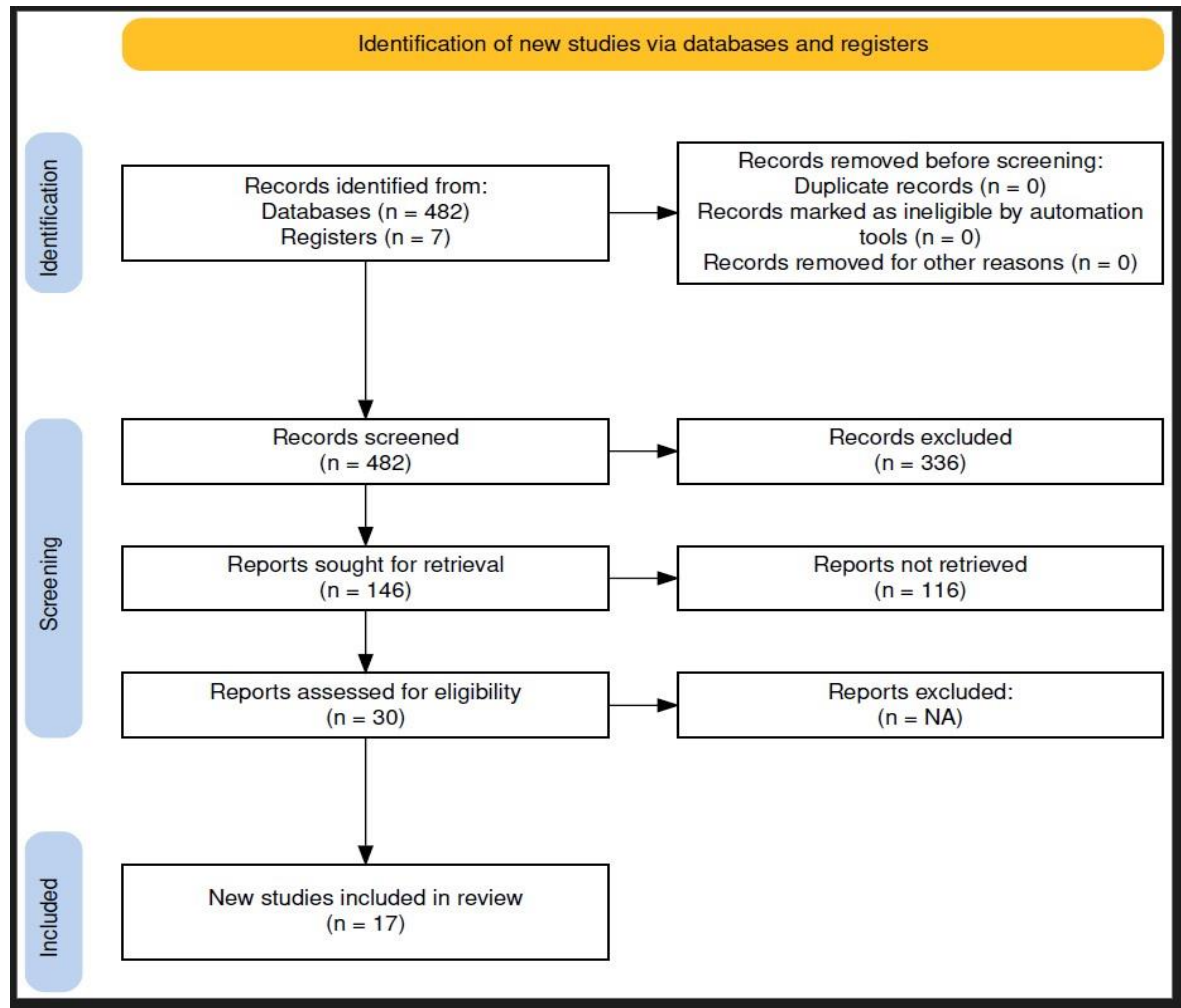 Identification of new studies via databases and registers
Identification
Records identified from:
Databases (n = 482)
Registers (n = 7)
Records removed before screening:
Duplicate records (n = 0)
Records marked as ineligible by automation
tools (n = 0)
Records removed for other reasons (n = 0)
Screening
Records screened
(n = 482)
Records excluded
(n = 336)
Reports sought for retrieval
(n = 146)
Reports not retrieved
(n = 116)
Reports assessed for eligibility
(n = 30)
Reports excluded:
(n = NA)
Included
New studies included in review
(n = 17)